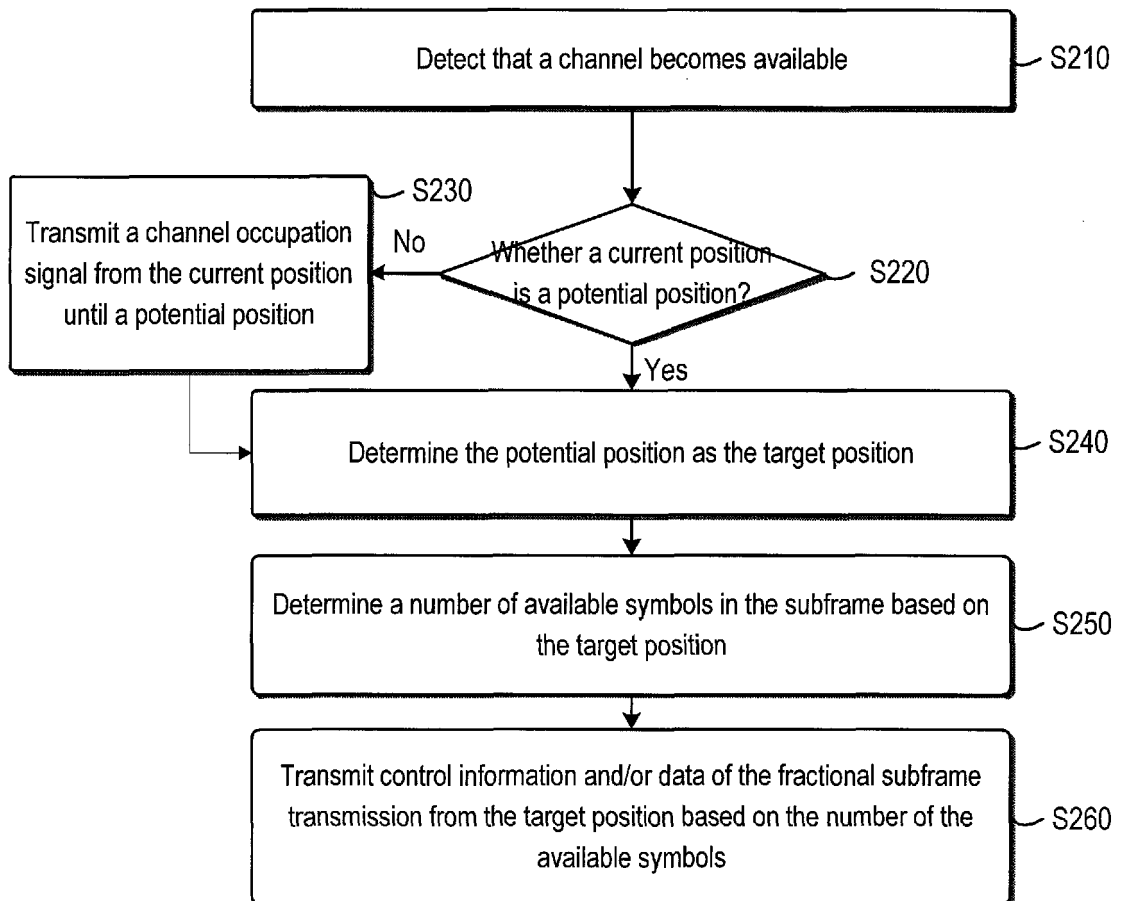 Detect that a channel becomes available
S210
S230
Transmit a channel occupation
signal from the current position
until a potential position
No
Whether a current position
is a potential position?
S220
Yes
Determine the potential position as the target position
S240
Determine a number of available symbols in the subframe based on
the target position
S250
Transmit control information and/or data of the fractional subframe
transmission from the target position based on the number of the
available symbols
S260